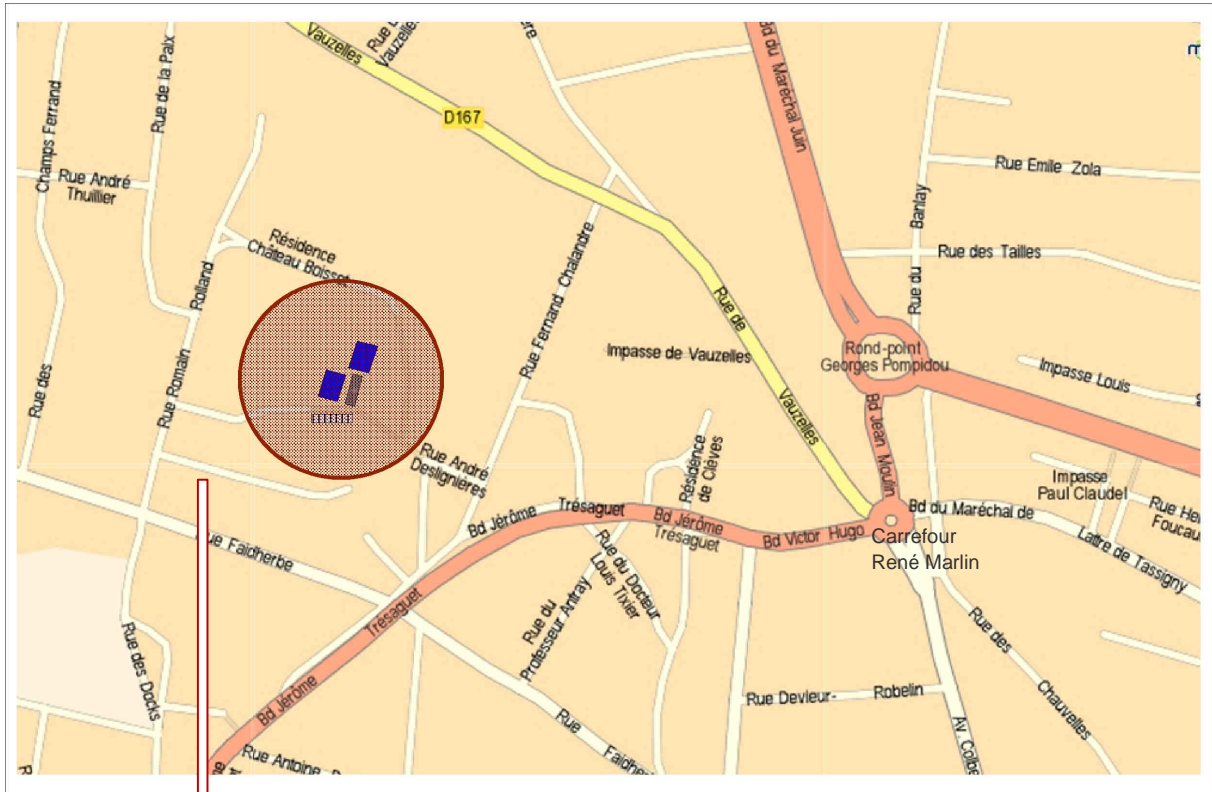 Vauzelles
Vauzelles
Bd du Maréchal Juin
Champs Ferrand
Rue de la Paix
D167
Rue Emile Zola
Rue André
Thuillier
Banlay
Rue du
Résidence
Château Boisset
Rue des Tailles
Rolland
Rue Romain
Rue Fernand Chalandre
Rue de
Vauzelles
Impasse de Vauzelles
Rond-point
Georges Pompidou
Impasse Louis
Rue des
Bd Jean Moulin
Rue André
Deslignières
Résidence
de Clèves
Impasse
Paul Claudel
Bd Jérôme
Trésaguet
Bd Jérôme
Trésaguet
Bd Victor Hugo
Bd du Maréchal de
Lattre de Tassigny
Carrefour
René Marlin
Rue Faidherbe
Trésaguet
Bd Jérôme
Rue du Docteur
Louis Tixier
Rue du
Professeur Antray
Rue des Docks
Rue des
Chauvelles
Rue Devieur-
Robelin
Rue
Rue Antoine